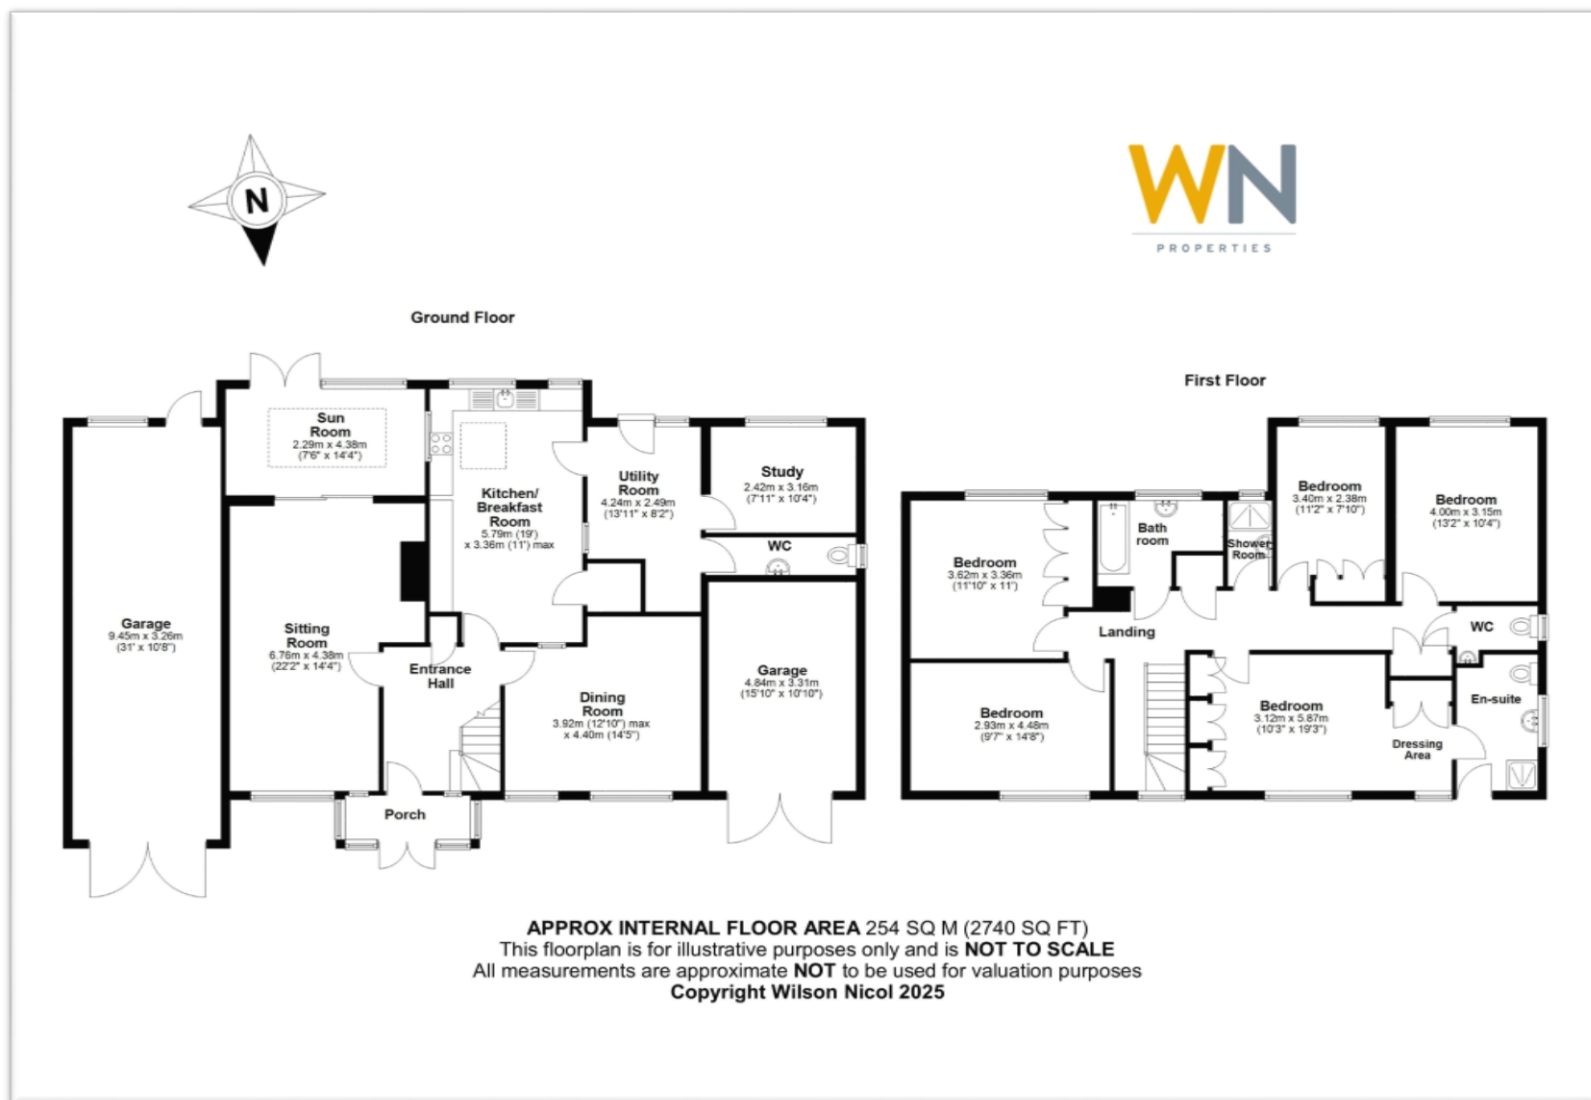 N
WN
PROPERTIES
Ground Floor
First Floor
Sun
Room
2.29m x 4.38m
(7'6" x 14'4")
Kitchen/
Breakfast
Room
5.79m (19')
x 3.36m (11') max
Utility
Room
4.24m x 2.49m
(13'11" x 8'2")
Study
2.42m x 3.16m
(7'11" x 10'4")
WC
Garage
9.45m x 3.26m
(31' x 10'8")
Sitting
Room
6.76m x 4.38m
(22'2" x 14'4")
Entrance
Hall
Dining
Room
3.92m (12'10") max
x 4.40m (14'5")
Garage
4.84m x 3.31m
(15'10" x 10'10")
Porch
Bedroom
3.62m x 3.36m
(11'10" x 11')
Bath
room
Shower
Room
Bedroom
3.40m x 2.38m
(11'2" x 7'10")
Bedroom
4.00m x 3.15m
(13'2" x 10'4")
Landing
WC
Bedroom
2.93m x 4.48m
(9'7" x 14'8")
Bedroom
3.12m x 5.87m
(10'3" x 19'3")
Dressing
Area
En-suite
APPROX INTERNAL FLOOR AREA 254 SQ M (2740 SQ FT)
This floorplan is for illustrative purposes only and is NOT TO SCALE
All measurements are approximate NOT to be used for valuation purposes
Copyright Wilson Nicol 2025